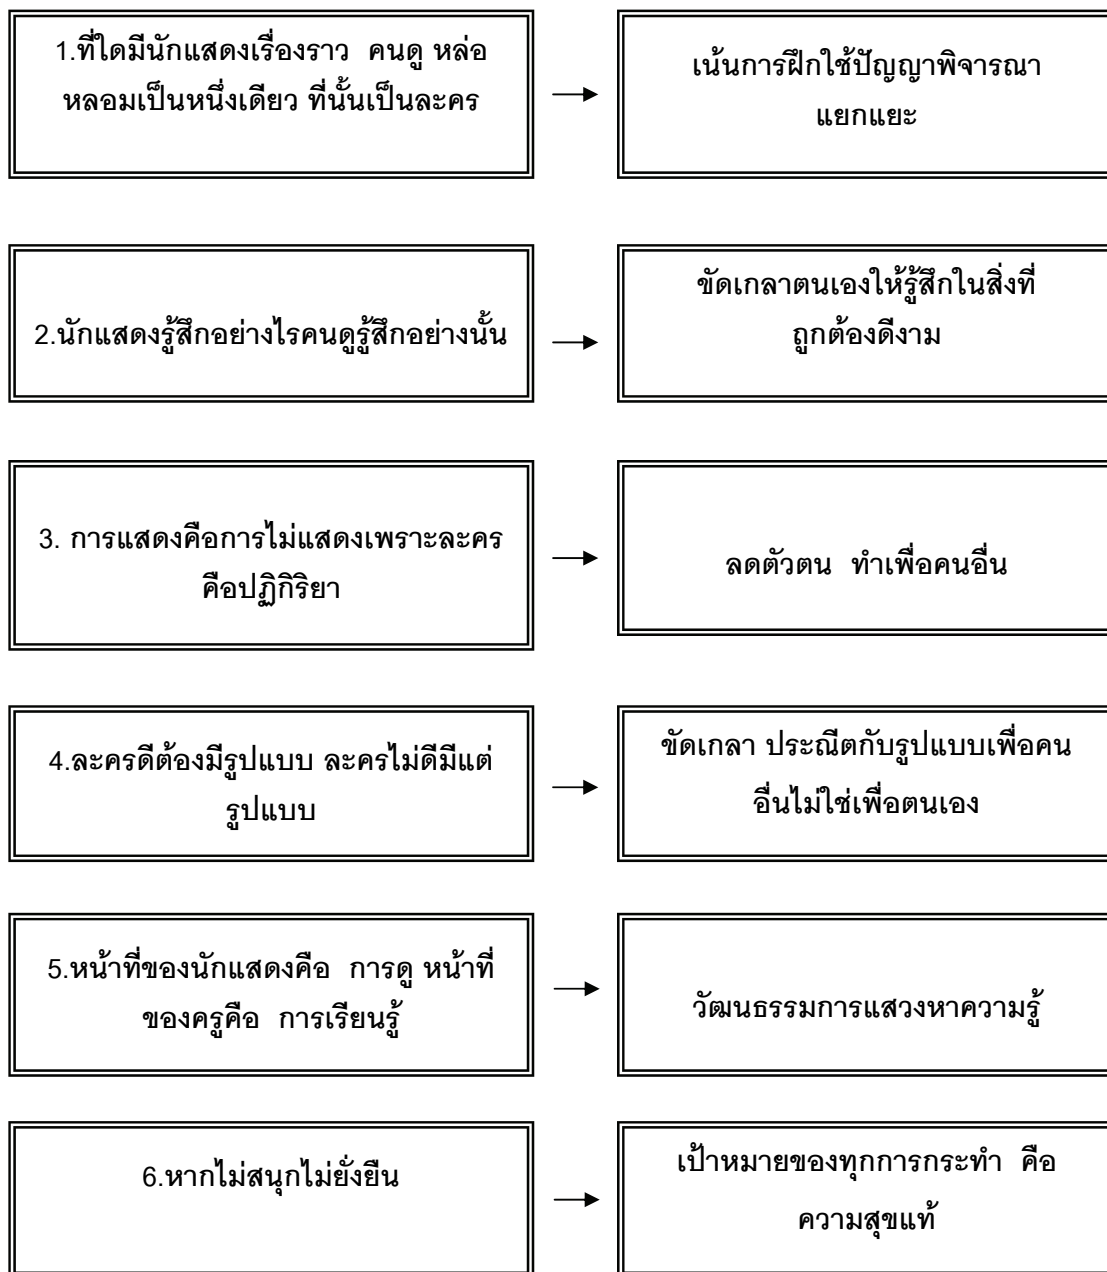 1.ที่ใดมีนักแสดงเรื่องราว  คนดู หล่อ
หลอมเป็นหนึ่งเดียว ที่นั้นเป็นละคร
เน้นการฝึกใช้ปัญญาพิจารณา
แยกแยะ
2.นักแสดงรู้สึกอย่างไรคนดูรู้สึกอย่างนั้น
ขัดเกลาตนเองให้รู้สึกในสิ่งที่
ถูกต้องดีงาม
3. การแสดงคือการไม่แสดงเพราะละคร
คือปฏิกิริยา
ลดตัวตน  ทำเพื่อคนอื่น
4.ละครดีต้องมีรูปแบบ ละครไม่ดีมีแต่
รูปแบบ
ขัดเกลา ประณีตกับรูปแบบเพื่อคน
อื่นไม่ใช่เพื่อตนเอง
5.หน้าที่ของนักแสดงคือ  การดู หน้าที่
ของครูคือ  การเรียนรู้
วัฒนธรรมการแสวงหาความรู้
6.หากไม่สนุกไม่ยั่งยืน
เป้าหมายของทุกการกระทำ  คือ
ความสุขแท้